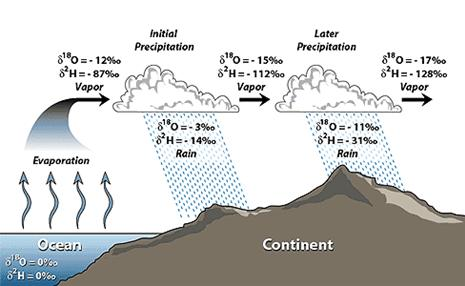 Initial
Precipitation
Later
Precipitation
δ18O = - 12‰
δ2H = - 87‰
Vapor
δ18O = - 15‰
δ2H = - 112‰
Vapor
δ18O = - 17‰
δ2H = - 128‰
Vapor
δ18O = - 3‰
δ2H = - 14‰
Rain
δ18O = - 11‰
δ2H = - 31‰
Rain
Evaporation
Ocean
δ18O = 0‰
δ2H = 0‰
Continent